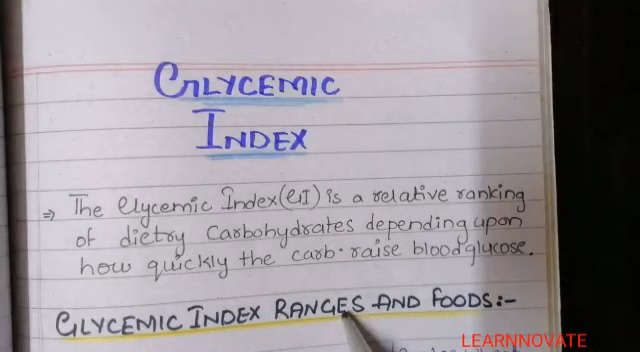 GLYCEMIC
INDEX
⇒ The Glycemic Index (GI) is a relative ranking
of dietry Carbohydrates depending upon
how quickly the carb. raise blood glucose.
GLYCEMIC INDEX RANGES AND FOODS:-
LEARNNOVATE